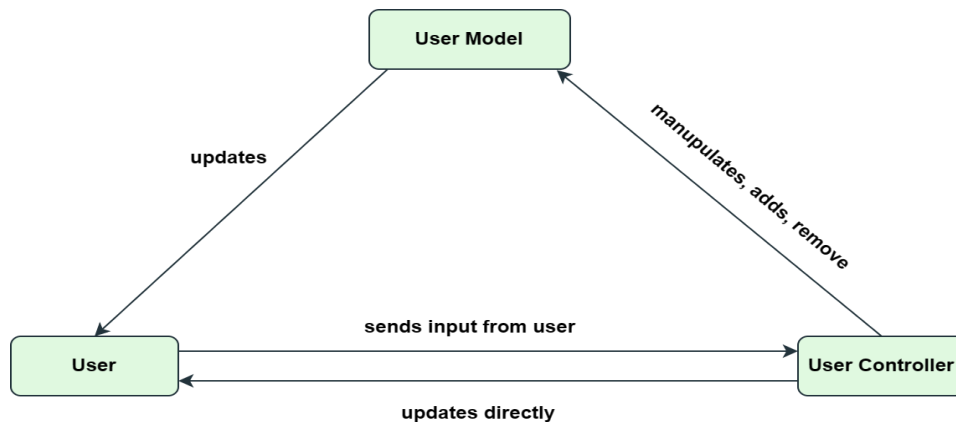 User Model
updates
manupulates, adds, remove
sends input from user
User
User Controller
updates directly